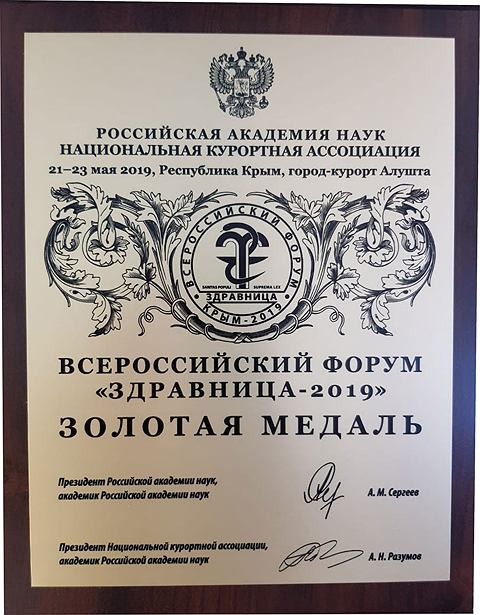 РОССИЙСКАЯ АКАДЕМИЯ НАУК
НАЦИОНАЛЬНАЯ КУРОРТНАЯ АССОЦИАЦИЯ
21–23 мая 2019, Республика Крым, город-курорт Алушта
ВСЕРОССИЙСКИЙ ФОРУМ
SANITAS POPULI SUPREMA LEX
ЗДРАВНИЦА
КРЫМ-2019
ВСЕРОССИЙСКИЙ ФОРУМ
«ЗДРАВНИЦА-2019»
ЗОЛОТАЯ МЕДАЛЬ
Президент Российской академии наук,
академик Российской академии наук
А. М. Сергеев
Президент Национальной курортной ассоциации,
академик Российской академии наук
А. Н. Разумов